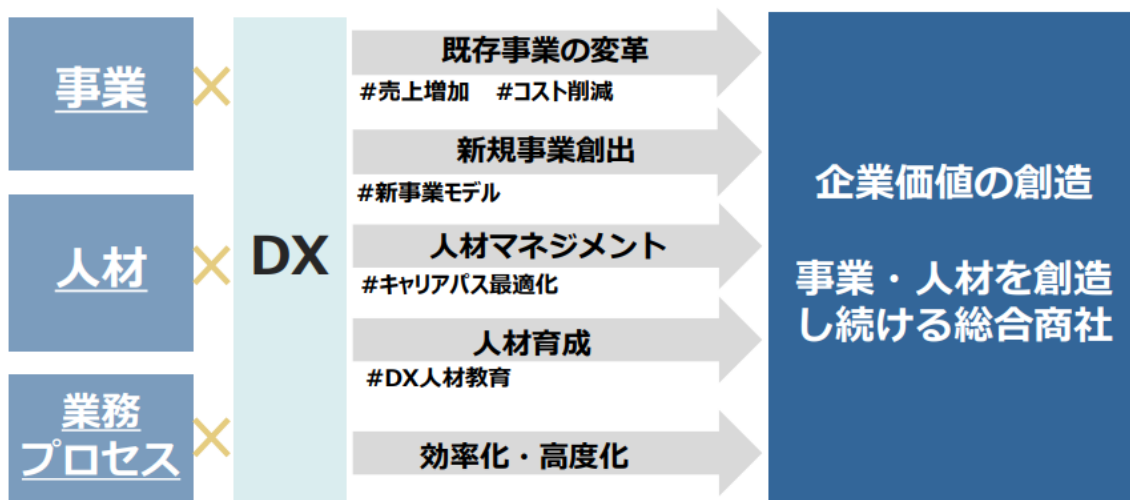 事業
×
人材
×
業務
プロセス
×
DX
既存事業の変革
#売上増加 #コスト削減
新規事業創出
#新事業モデル
人材マネジメント
#キャリアパス最適化
人材育成
#DX人材教育
効率化・高度化
企業価値の創造
事業・人材を創造
し続ける総合商社